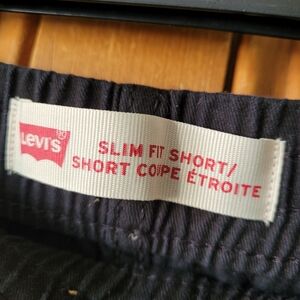 Levi's®
SLIM FIT SHORT/
SHORT COUPE ÉTROITE